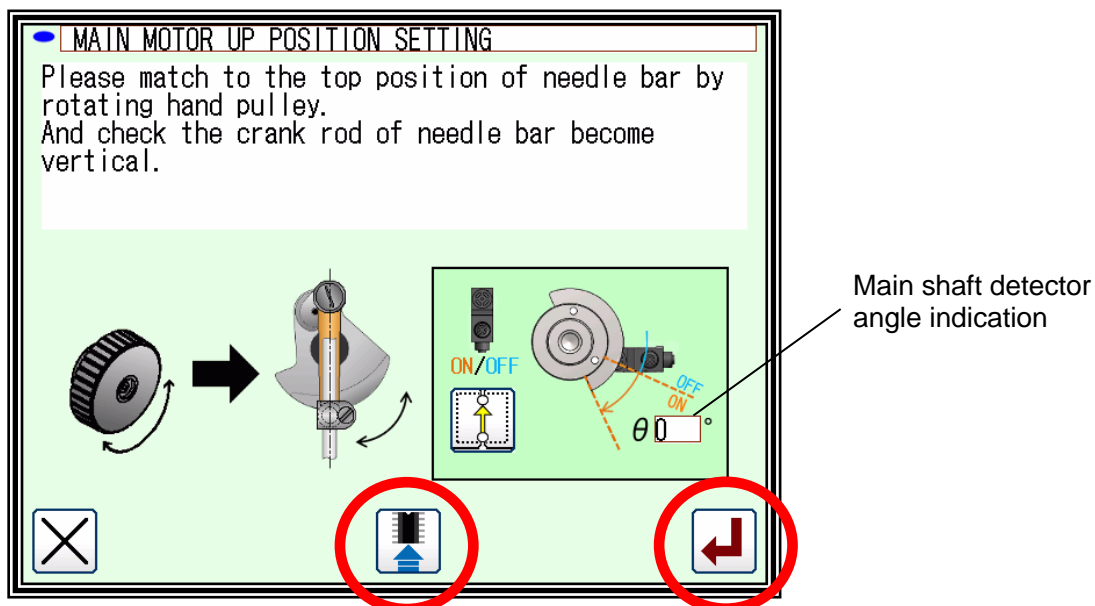 MAIN MOTOR UP POSITION SETTING
Please match to the top position of needle bar by
rotating hand pulley.
And check the crank rod of needle bar become
vertical.
ON/OFF
OFF
ON
θ 0 °
Main shaft detector
angle indication